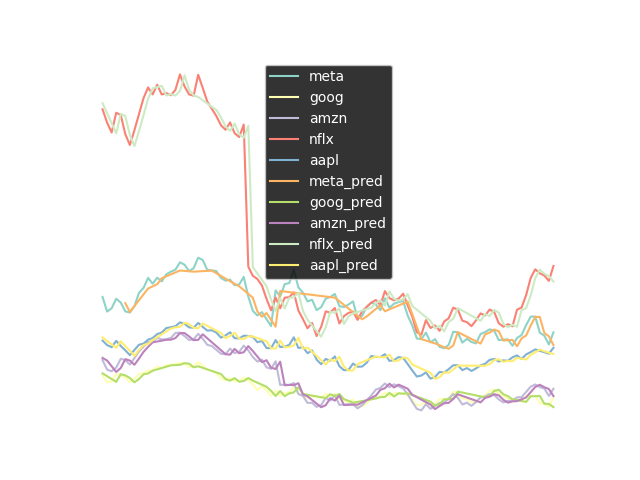 meta
goog
amzn
nflx
aapl
meta_pred
goog_pred
amzn_pred
nflx_pred
aapl_pred